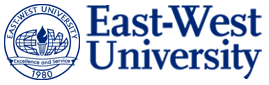 EAST-WEST UNIVERSITY
Excellence and Service
1980
East-West
University